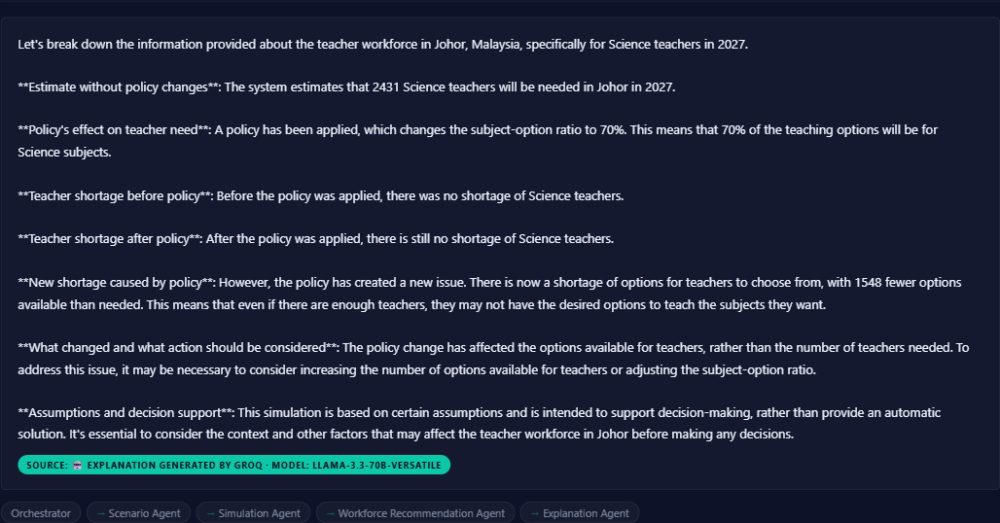 Let's break down the information provided about the teacher workforce in Johor, Malaysia, specifically for Science teachers in 2027.
**Estimate without policy changes**: The system estimates that 2431 Science teachers will be needed in Johor in 2027.
**Policy's effect on teacher need**: A policy has been applied, which changes the subject-option ratio to 70%. This means that 70% of the teaching options will be for
Science subjects.
**Teacher shortage before policy**: Before the policy was applied, there was no shortage of Science teachers.
**Teacher shortage after policy**: After the policy was applied, there is still no shortage of Science teachers.
**New shortage caused by policy**: However, the policy has created a new issue. There is now a shortage of options for teachers to choose from, with 1548 fewer options
available than needed. This means that even if there are enough teachers, they may not have the desired options to teach the subjects they want.
**What changed and what action should be considered**: The policy change has affected the options available for teachers, rather than the number of teachers needed. To
address this issue, it may be necessary to consider increasing the number of options available for teachers or adjusting the subject-option ratio.
**Assumptions and decision support**: This simulation is based on certain assumptions and is intended to support decision-making, rather than provide an automatic
solution. It's essential to consider the context and other factors that may affect the teacher workforce in Johor before making any decisions.
SOURCE: 🤖 EXPLANATION GENERATED BY GROQ · MODEL: LLAMA-3.3-70B-VERSATILE
Orchestrator → Scenario Agent → Simulation Agent → Workforce Recommendation Agent → Explanation Agent